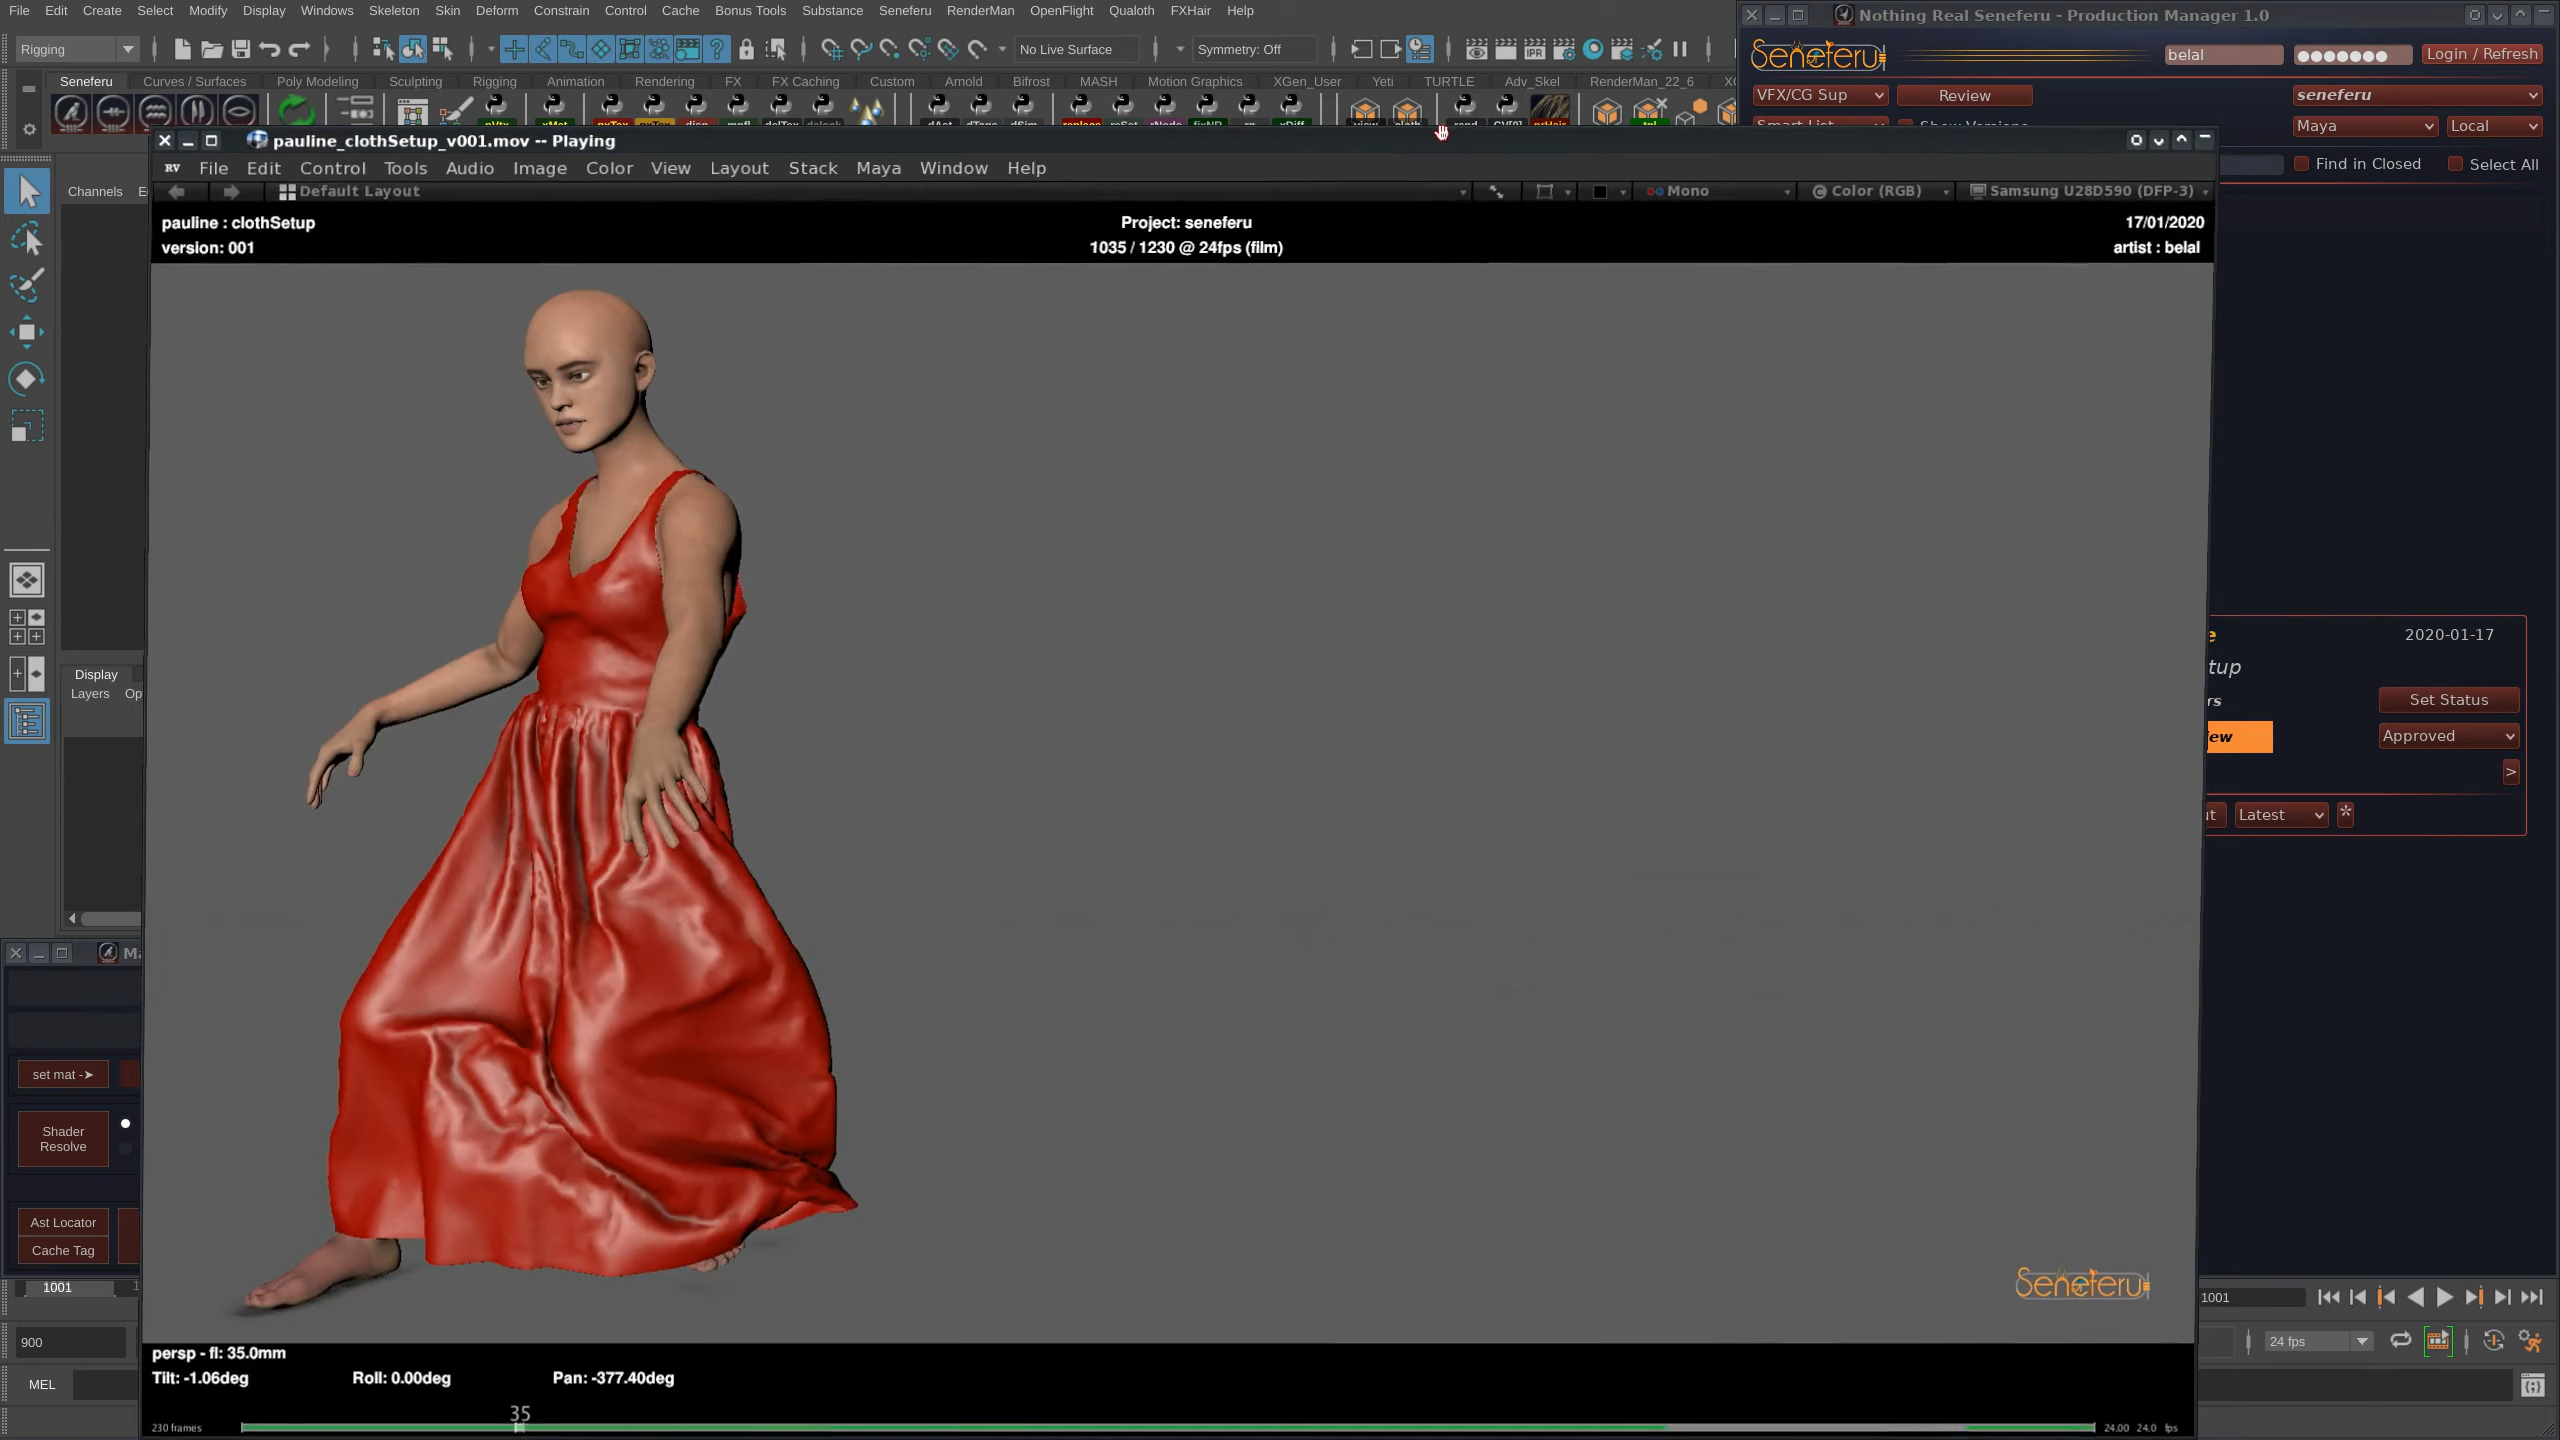 File Edit Create Select Modify Display Windows Skeleton Skin Deform Constrain Control Cache Bonus Tools Substance Seneferu RenderMan OpenFlight Qualoth FXHair Help
Nothing Real Seneferu - Production Manager 1.0
Rigging
No Live Surface
Symmetry: Off
IPR
Seneferu
belal
Login / Refresh
Seneferu Curves / Surfaces Poly Modeling Sculpting Rigging Animation Rendering FX FX Caching Custom Arnold Bifrost MASH Motion Graphics XGen_User Yeti TURTLE Adv_Skel RenderMan_22_6
VFX/CG Sup
Review
seneferu
Maya
Local
Find in Closed
Select All
pauline_clothSetup_v001.mov -- Playing
RV File Edit Control Tools Audio Image Color View Layout Stack Maya Window Help
Default Layout
Mono
Color (RGB)
Samsung U28D590 (DFP-3)
Channels
pauline : clothSetup
Project: seneferu
17/01/2020
version: 001
1035 / 1230 @ 24fps (film)
artist : belal
2020-01-17
Set Status
Approved
>
Latest
*
Display
Layers
set mat ->
Shader
Resolve
Ast Locator
Cache Tag
Seneferu
1001
1001
900
24 fps
MEL
persp - fl: 35.0mm
Tilt: -1.06deg
Roll: 0.00deg
Pan: -377.40deg
35
230 frames
24.00 24.0 fps